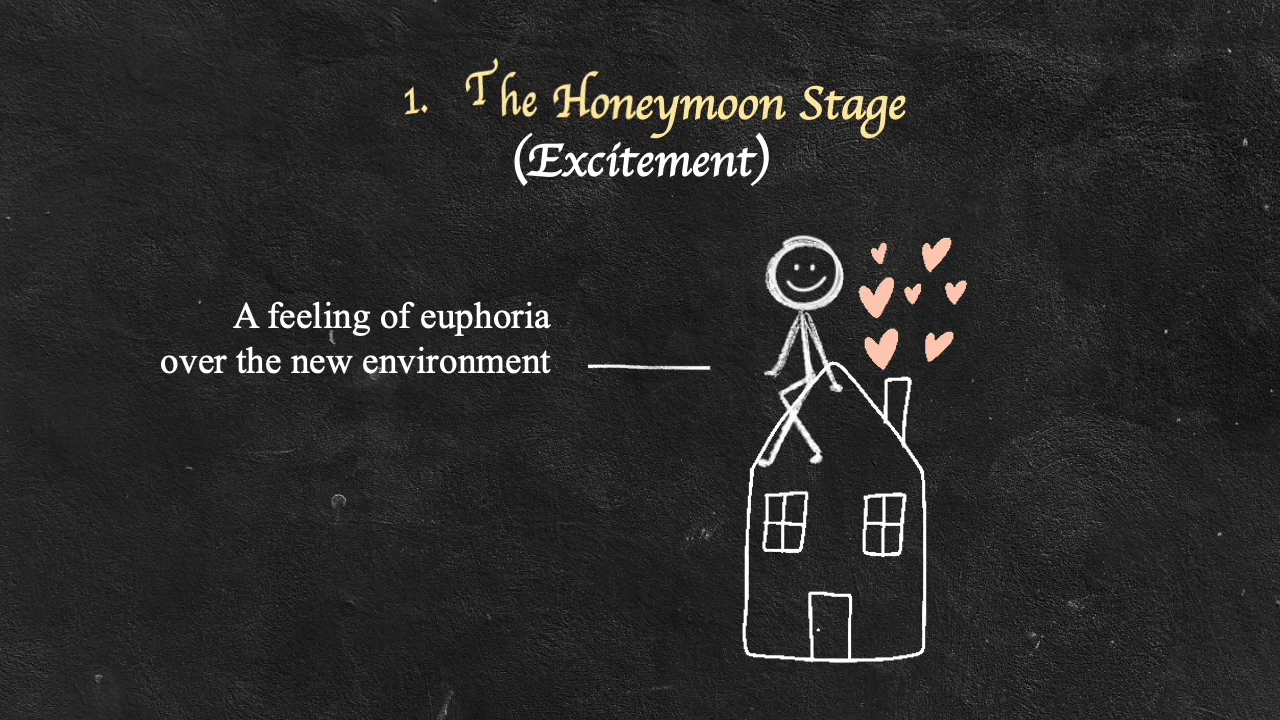 1. The Honeymoon Stage
(Excitement)
A feeling of euphoria
over the new environment